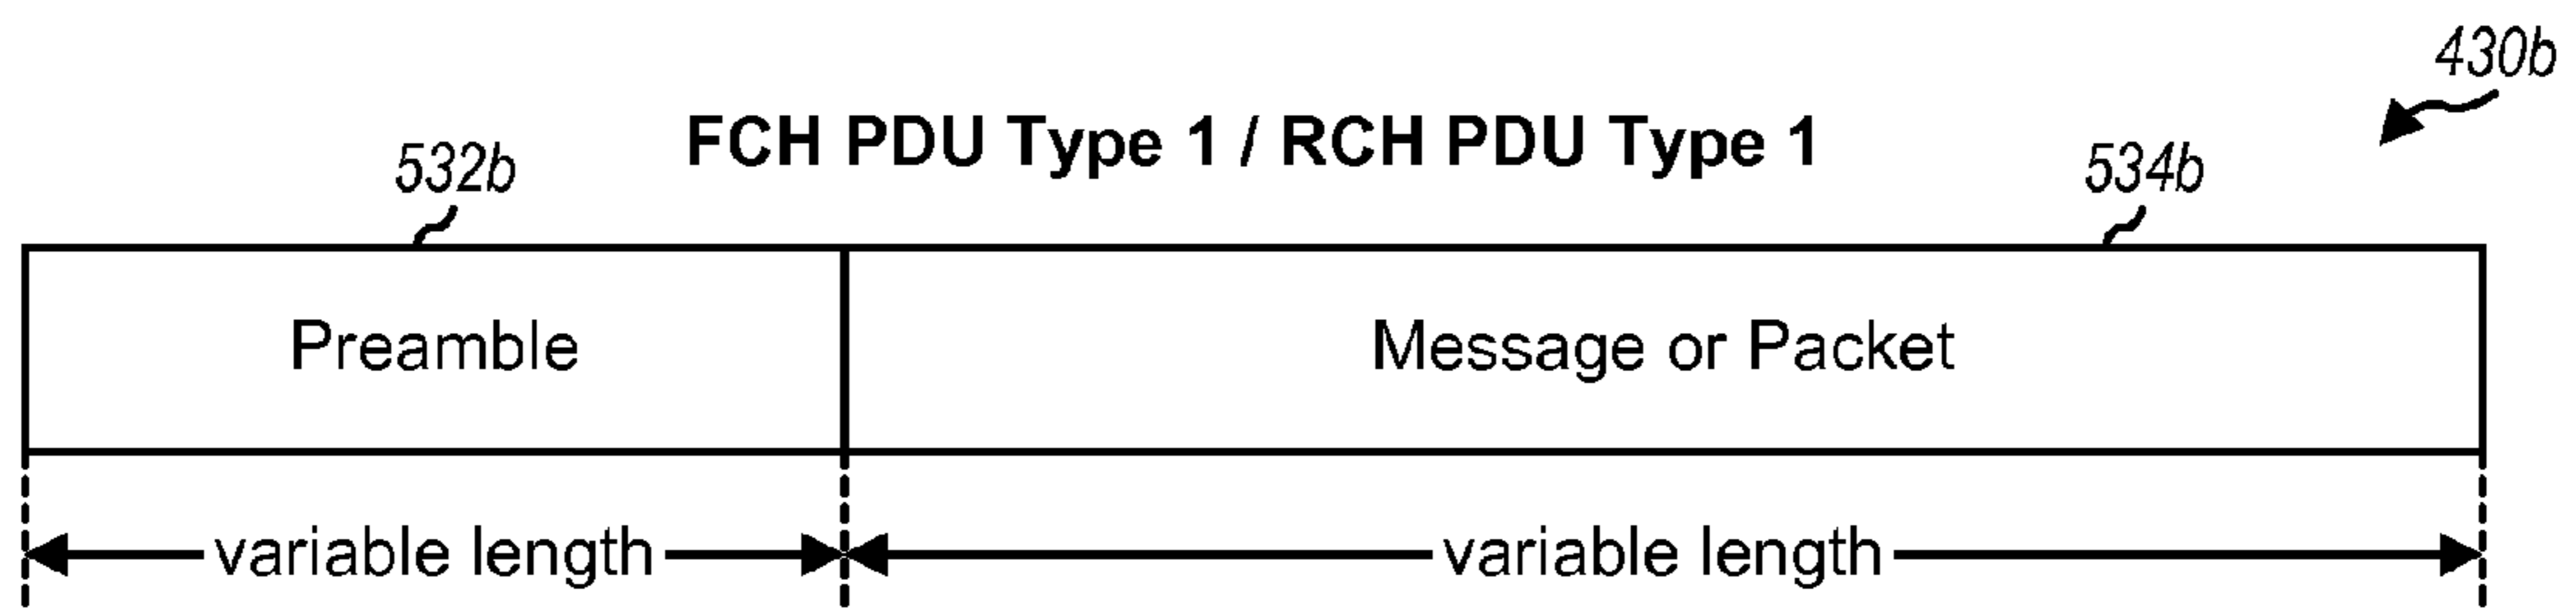 430b
FCH PDU Type 1 / RCH PDU Type 1
532b
534b
Preamble
Message or Packet
variable length
variable length